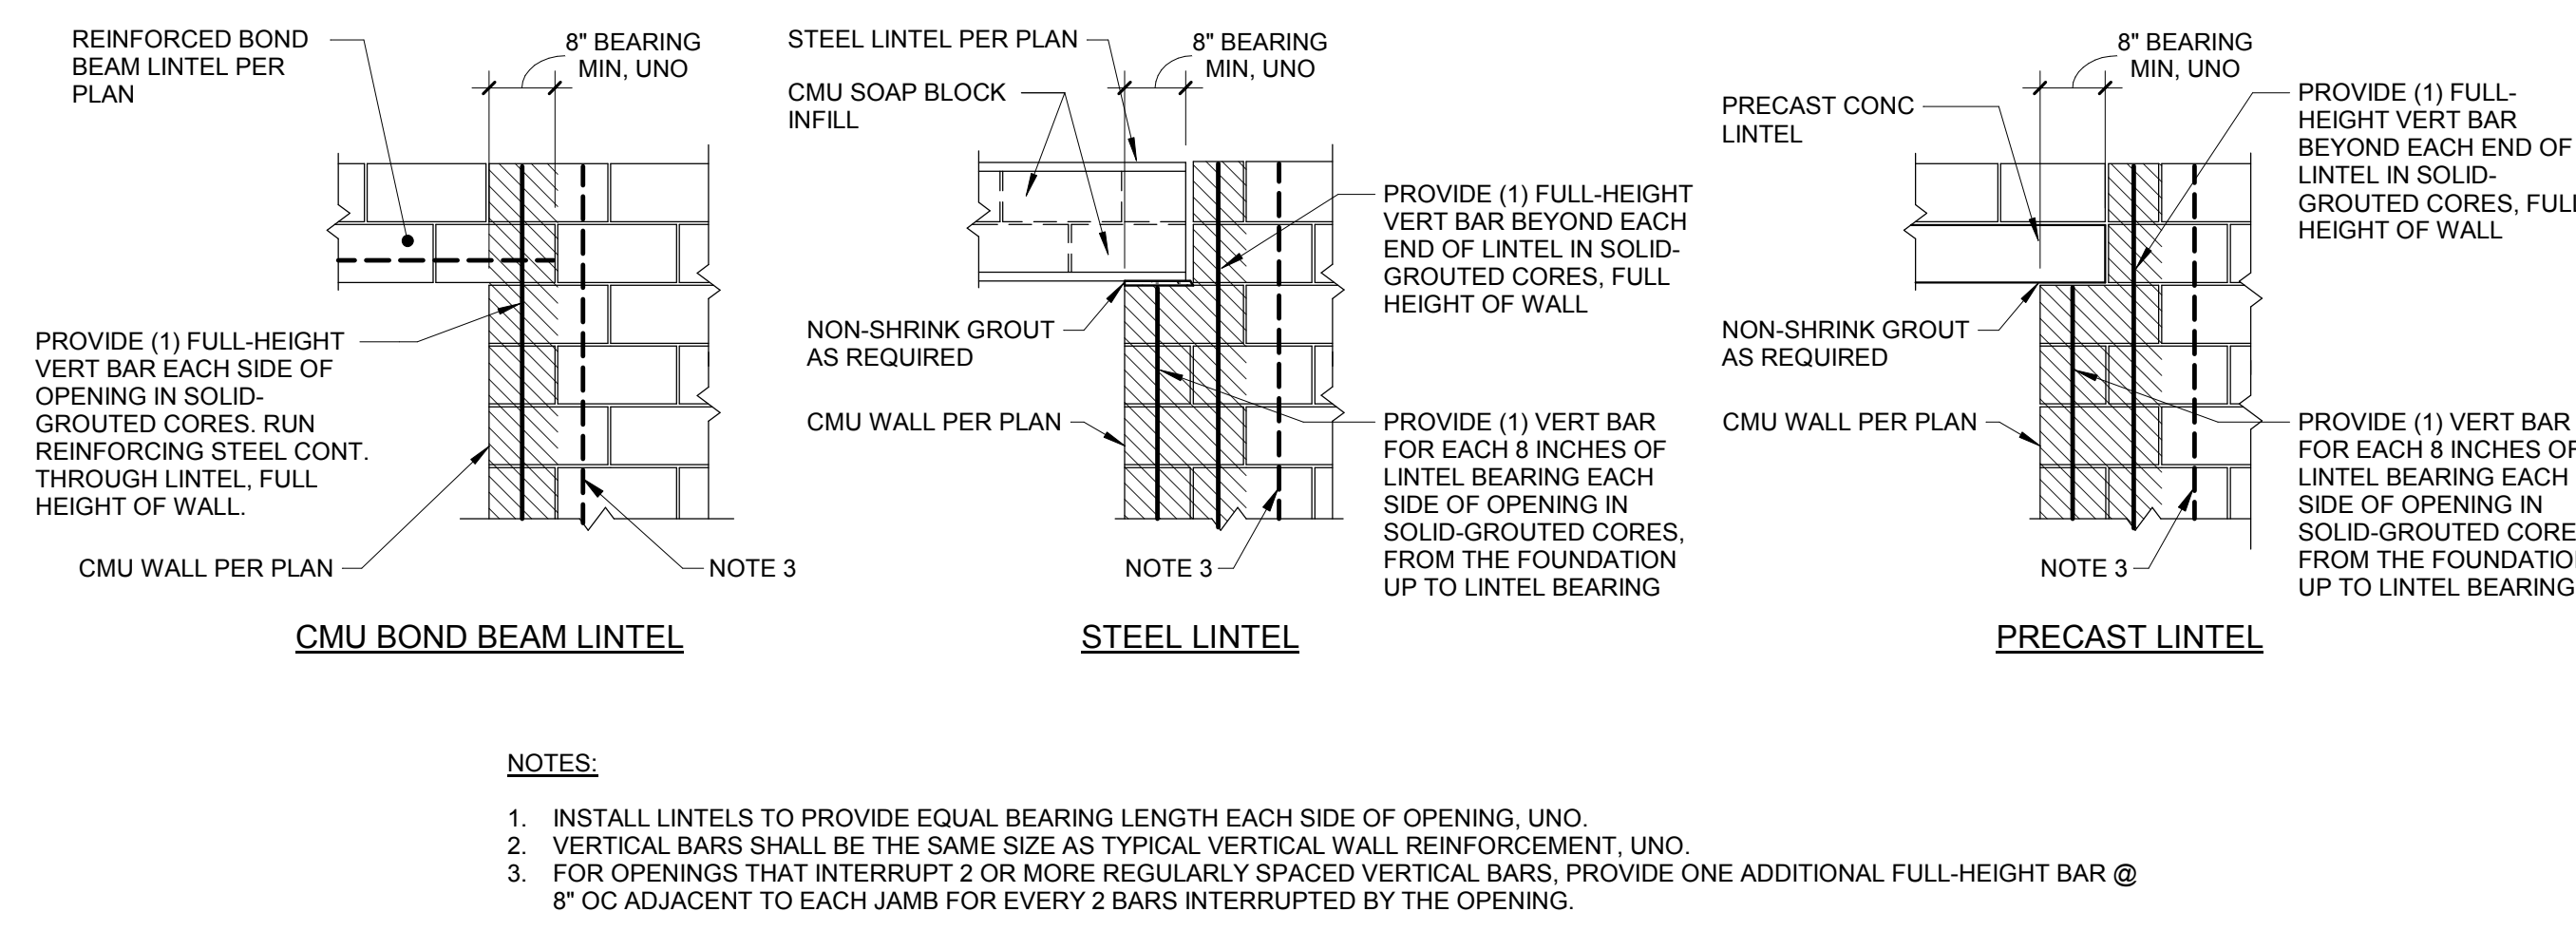 REINFORCED BOND
BEAM LINTEL PER
PLAN
8" BEARING
MIN, UNO
PROVIDE (1) FULL-HEIGHT
VERT BAR EACH SIDE OF
OPENING IN SOLID-
GROUTED CORES. RUN
REINFORCING STEEL CONT.
THROUGH LINTEL, FULL
HEIGHT OF WALL.
CMU WALL PER PLAN
NOTE 3
CMU BOND BEAM LINTEL
STEEL LINTEL PER PLAN
CMU SOAP BLOCK
INFILL
8" BEARING
MIN, UNO
NON-SHRINK GROUT
AS REQUIRED
CMU WALL PER PLAN
PROVIDE (1) FULL-HEIGHT
VERT BAR BEYOND EACH
END OF LINTEL IN SOLID-
GROUTED CORES, FULL
HEIGHT OF WALL
PROVIDE (1) VERT BAR
FOR EACH 8 INCHES OF
LINTEL BEARING EACH
SIDE OF OPENING IN
SOLID-GROUTED CORES,
FROM THE FOUNDATION
UP TO LINTEL BEARING
NOTE 3
STEEL LINTEL
PRECAST CONC
LINTEL
8" BEARING
MIN, UNO
NON-SHRINK GROUT
AS REQUIRED
CMU WALL PER PLAN
PROVIDE (1) FULL-
HEIGHT VERT BAR
BEYOND EACH END OF
LINTEL IN SOLID-
GROUTED CORES, FULL
HEIGHT OF WALL
PROVIDE (1) VERT BAR
FOR EACH 8 INCHES OF
LINTEL BEARING EACH
SIDE OF OPENING IN
SOLID-GROUTED
FROM THE
UP TO LINTEL BEARING
NOTE 3
PRECAST LINTEL
NOTES:
1. INSTALL LINTELS TO PROVIDE EQUAL BEARING LENGTH EACH SIDE OF OPENING, UNO.
2. VERTICAL BARS SHALL BE THE SAME SIZE AS TYPICAL VERTICAL WALL REINFORCEMENT, UNO.
3. FOR OPENINGS THAT INTERRUPT 2 OR MORE REGULARLY SPACED VERTICAL BARS, PROVIDE ONE ADDITIONAL FULL-HEIGHT BAR @
8" OC ADJACENT TO EACH JAMB FOR EVERY 2 BARS INTERRUPTED BY THE OPENING.